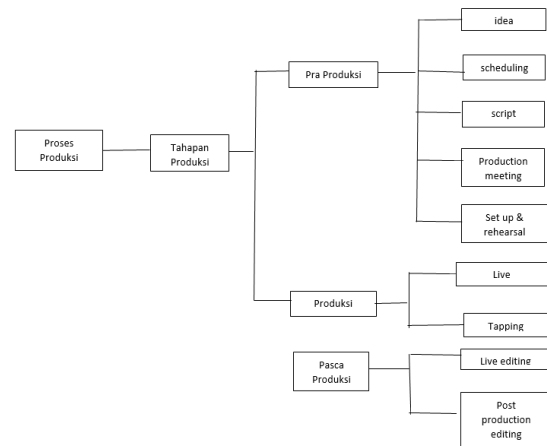 Proses
Produksi
Tahapan
Produksi
Pra Produksi
idea
scheduling
script
Production
meeting
Set up &
rehearsal
Produksi
Live
Tapping
Pasca
Produksi
Live editing
Post
production
editing